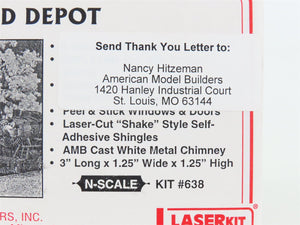 D DEPOT
Send Thank You Letter to:
Nancy Hitzeman
American Model Builders
1420 Hanley Industrial Court
St. Louis, MO 63144
Peel & Stick Windows & Doors
Laser-Cut "Shake" Style Self-
Adhesive Shingles
AMB Cast White Metal Chimney
3" Long x 1.25" Wide x 1.25" High
N-SCALE KIT #638
RS, INC.
LASERKIT